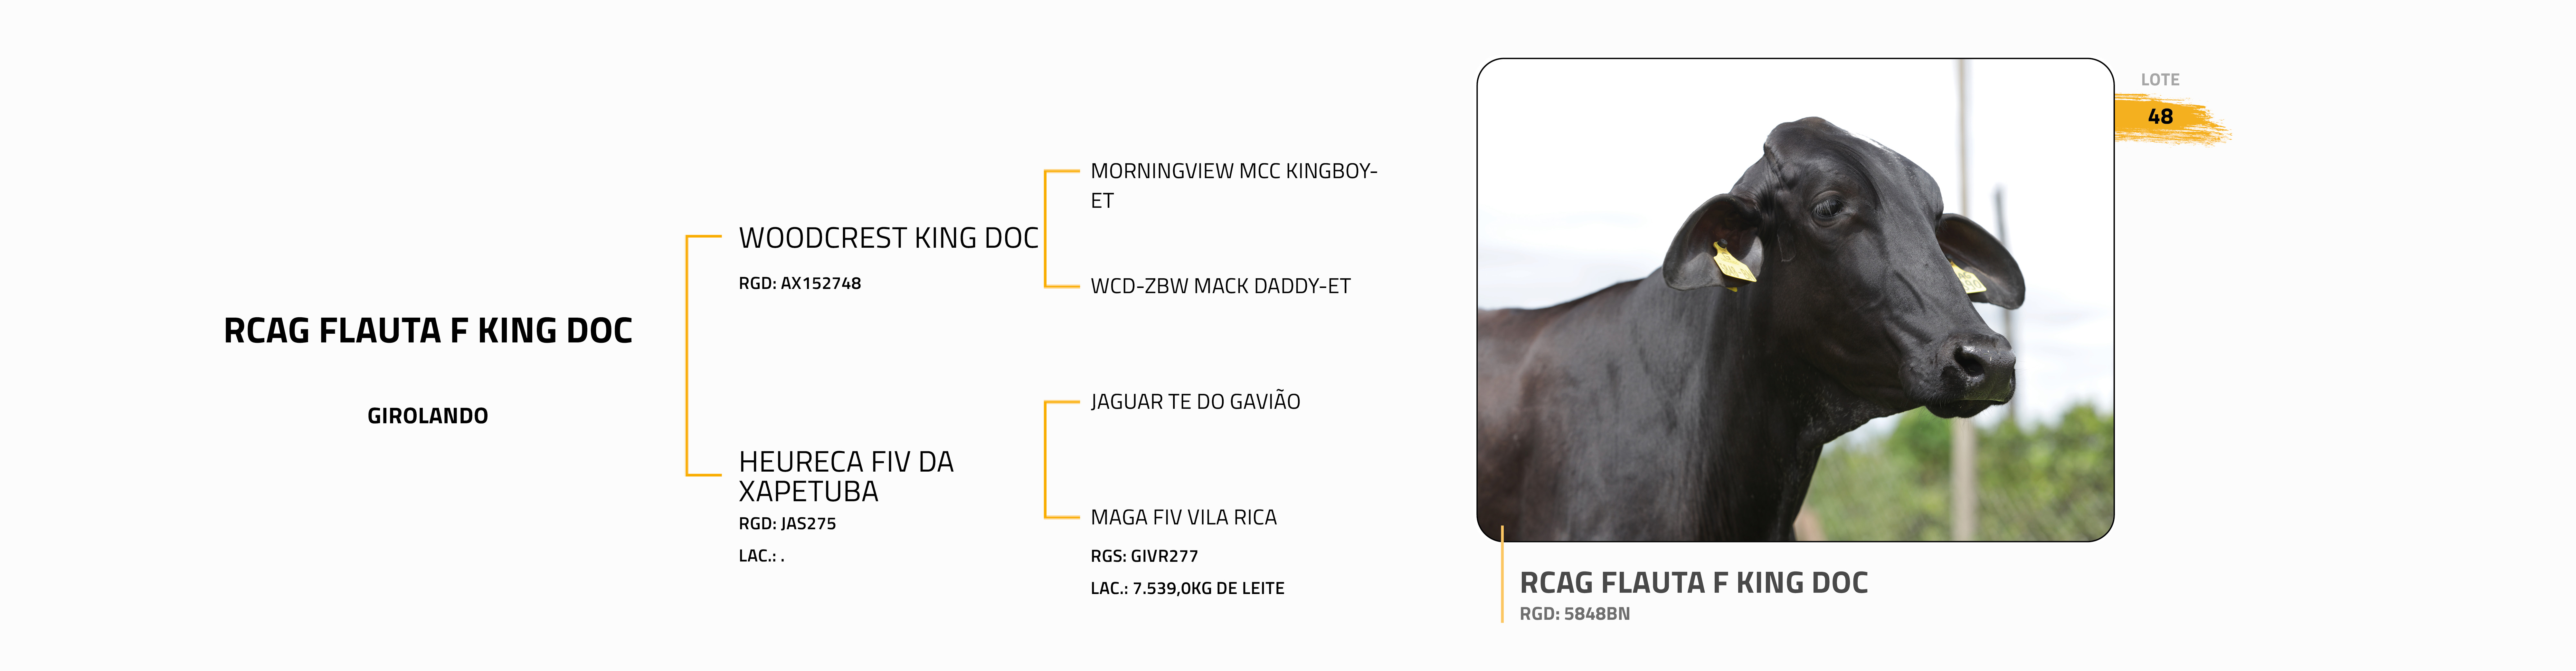 RCAG FLAUTA F KING DOC
GIROLANDO
WOODCREST KING DOC
RGD: AX152748
HEURECA FIV DA
XAPETUBA
RGD: JAS275
LAC.: .
MORNINGVIEW MCC KINGBOY-
ET
WCD-ZBW MACK DADDY-ET
JAGUAR TE DO GAVIÃO
MAGA FIV VILA RICA
RGS: GIVR277
LAC.: 7.539,0KG DE LEITE
LOTE
48
RCAG FLAUTA F KING DOC
RGD: 5848BN